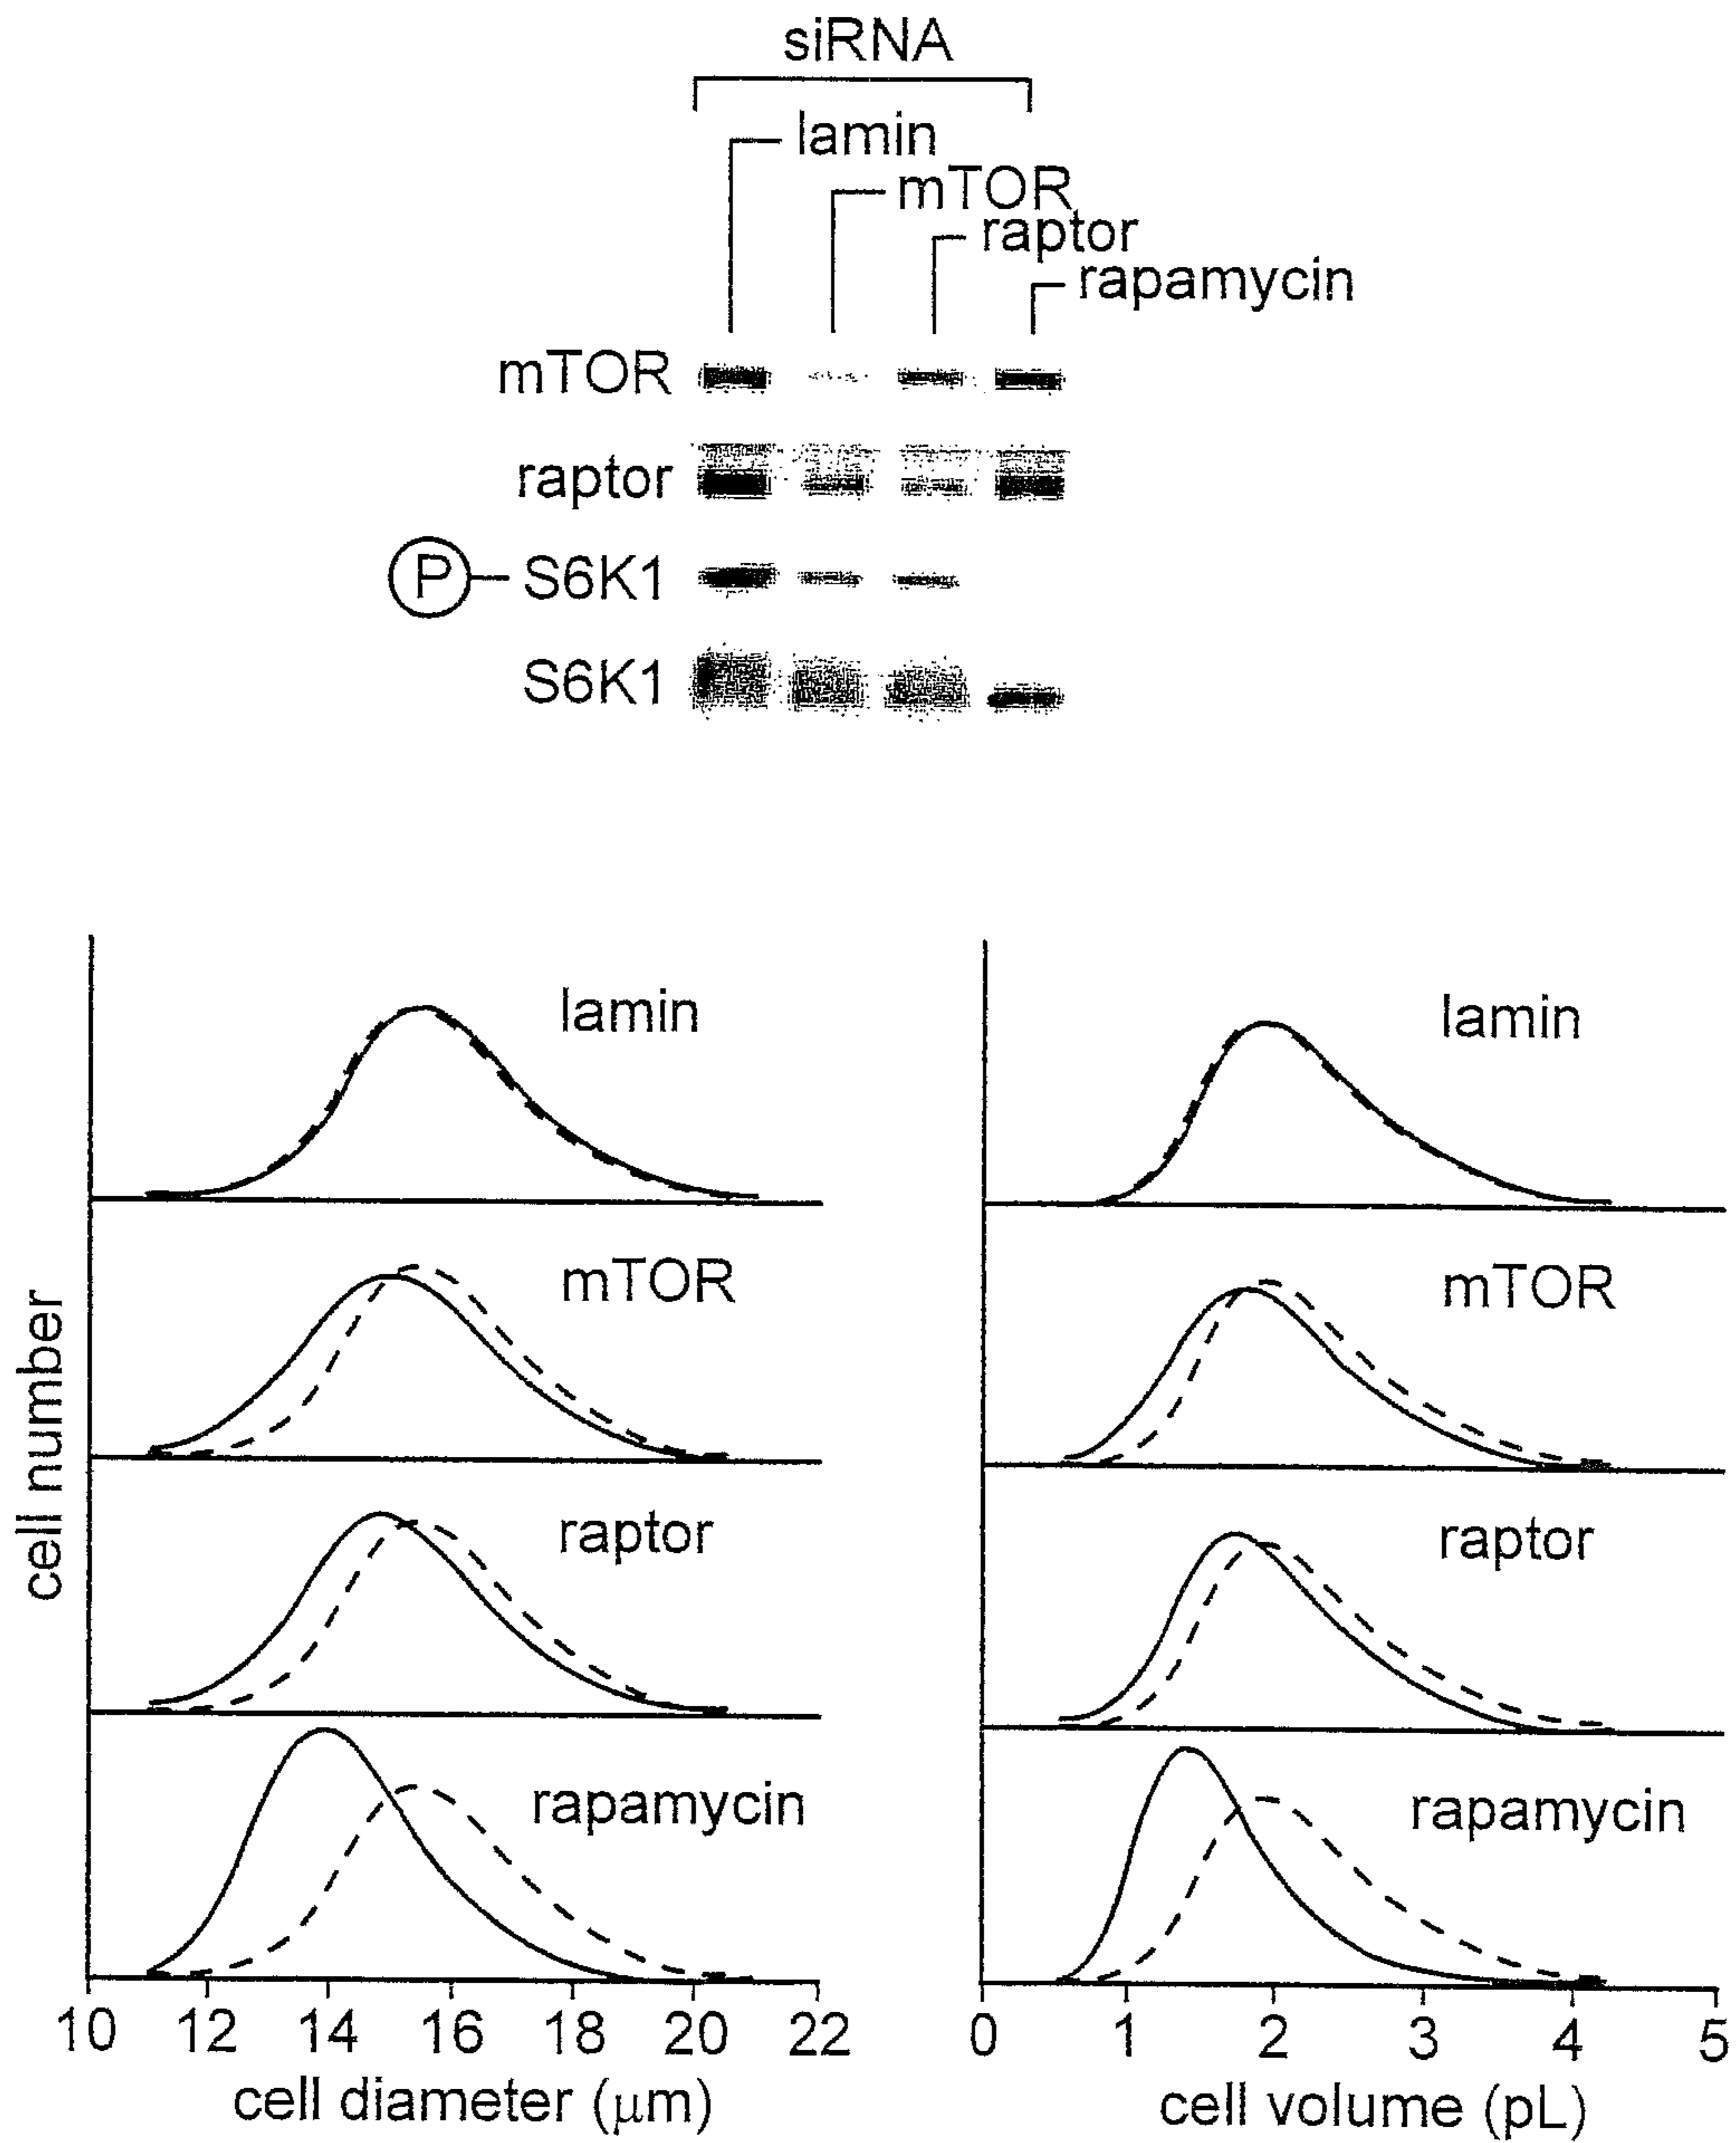 siRNA
lamin
mTOR
raptor
rapamycin
mTOR
raptor
P S6K1
S6K1
lamin
lamin
mTOR
mTOR
raptor
raptor
rapamycin
rapamycin
cell number
10 12 14 16 18 20 22
0 1 2 3 4 5
cell diameter (μm)
cell volume (pL)